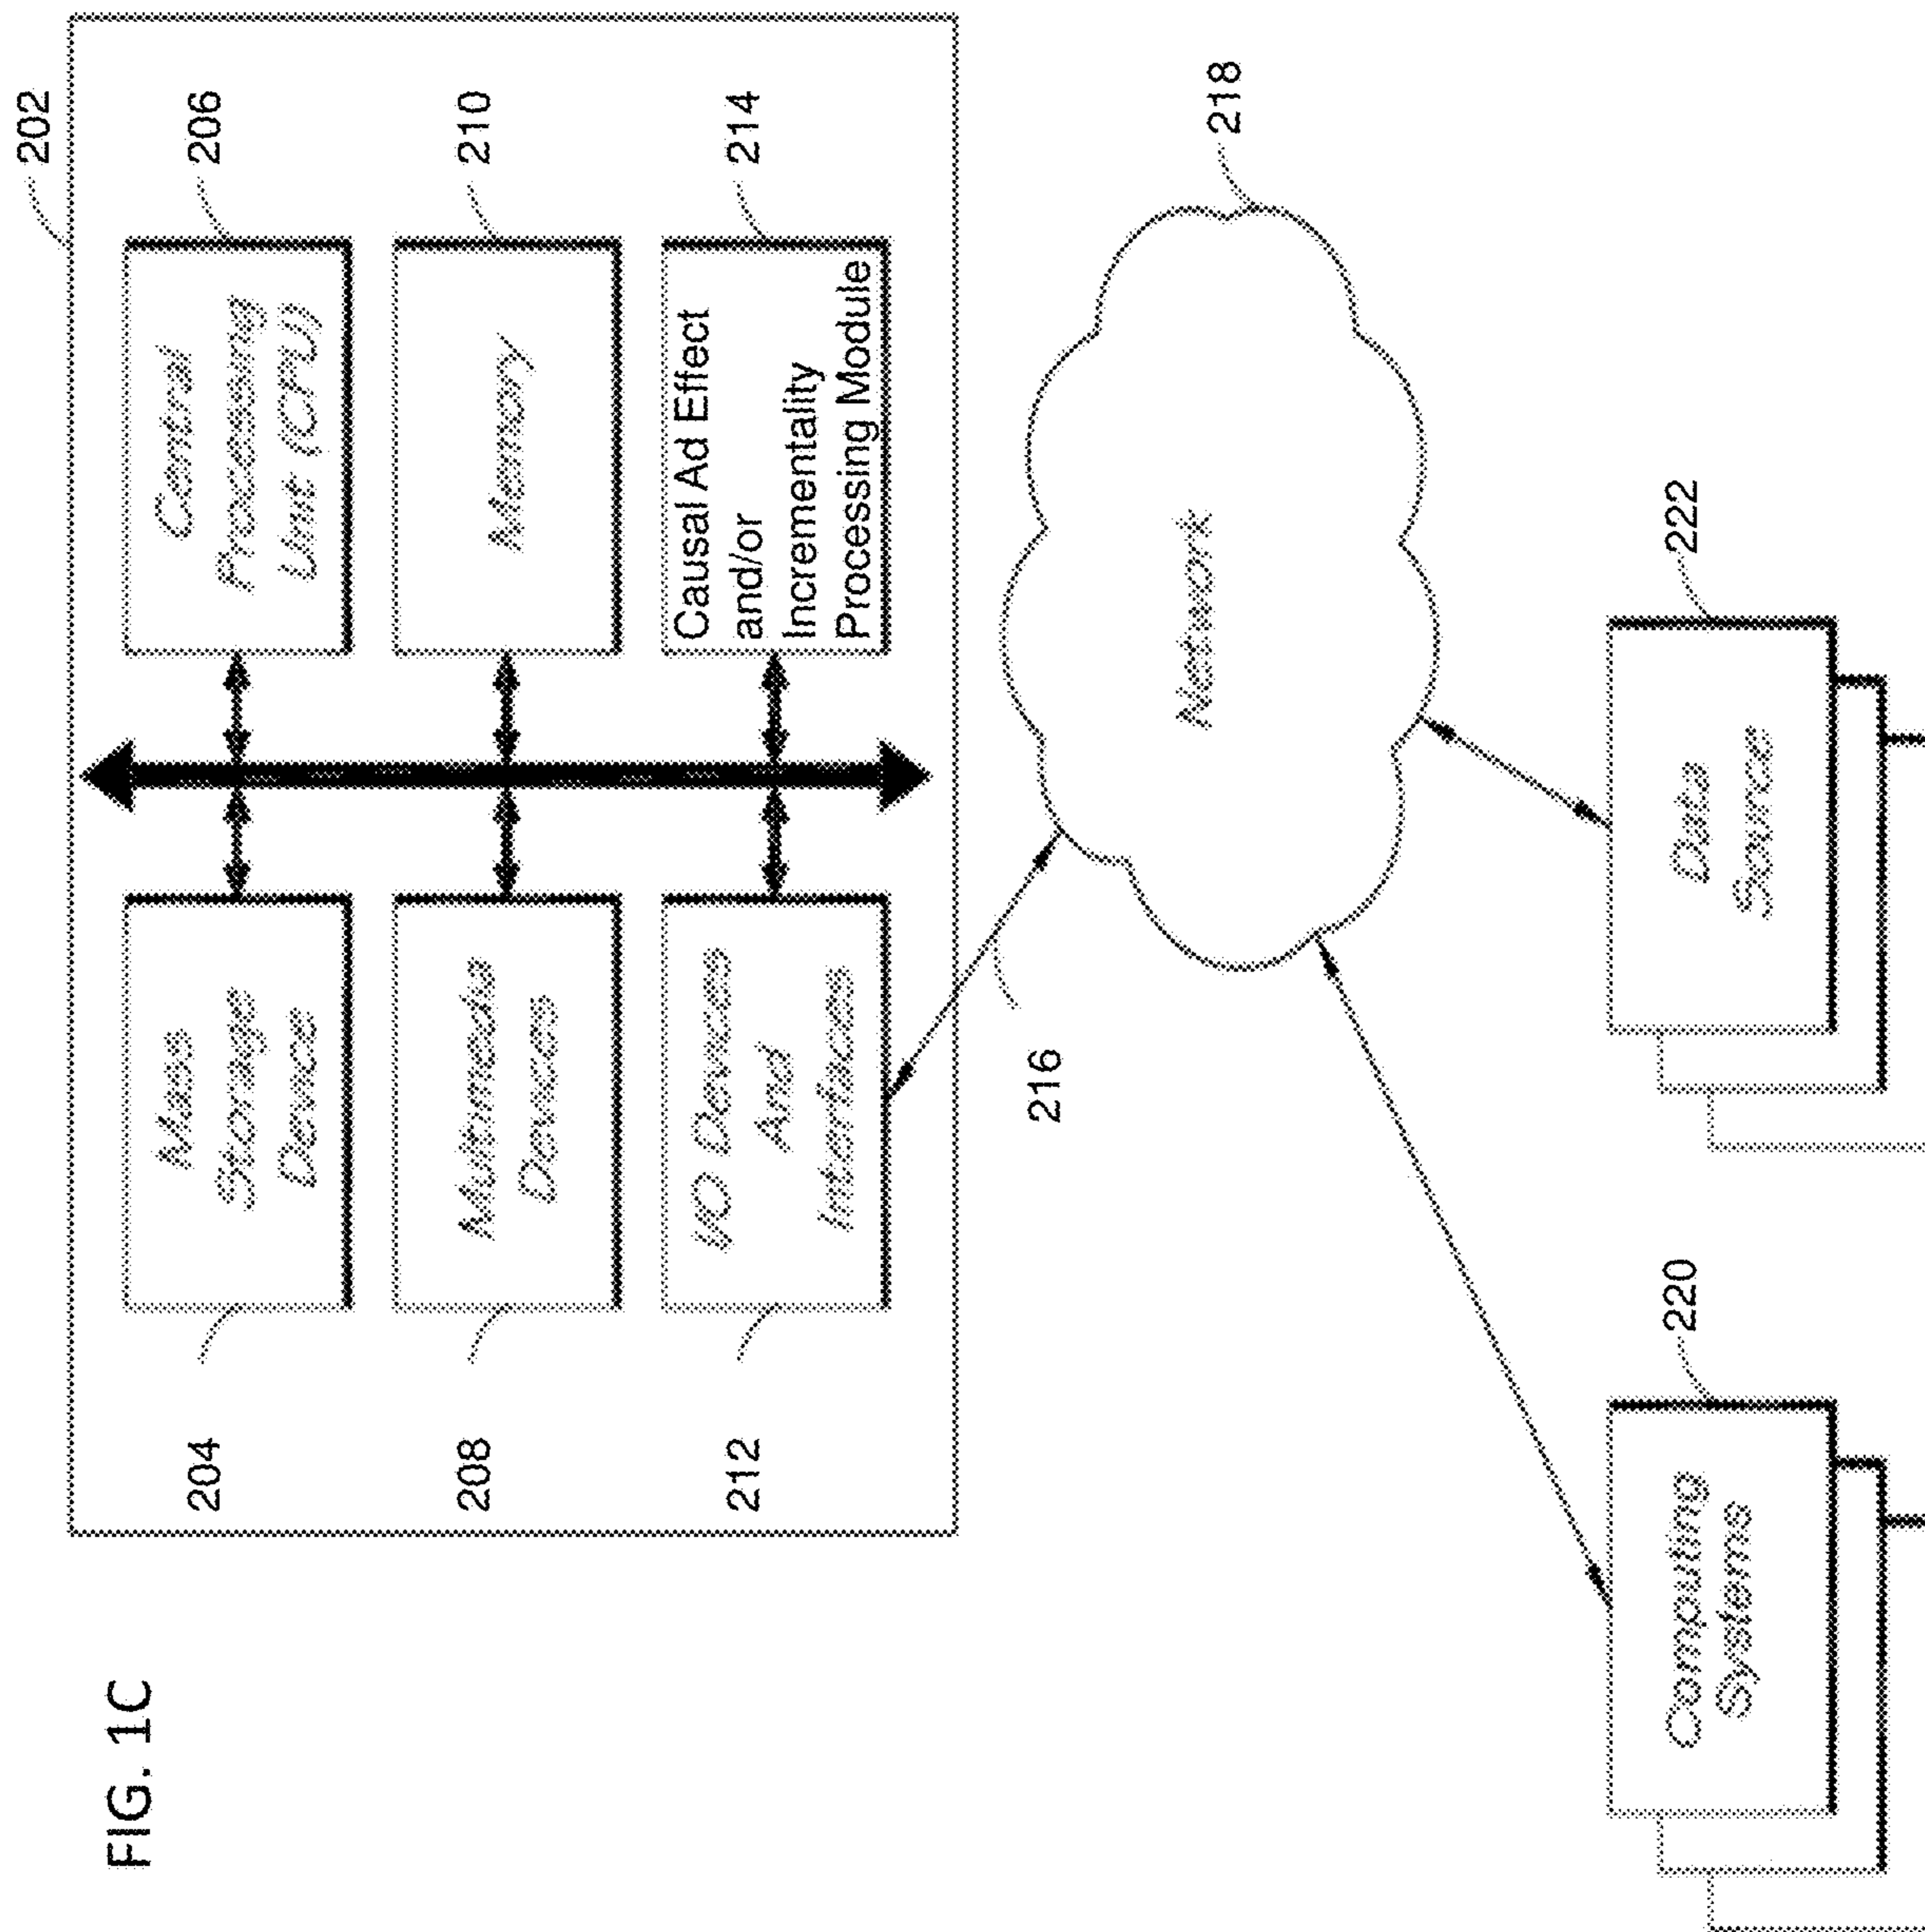 FIG. 1C
202
204
Mass
Storage
Device
Central
Processing
Unit (CPU)
206
208
Multimedia
Devices
Memory
210
212
I/O Devices
And
Interfaces
Causal Ad Effect
and/or
Incrementality
Processing Module
214
216
Network
218
220
Computing
Systems
222
Data
Source